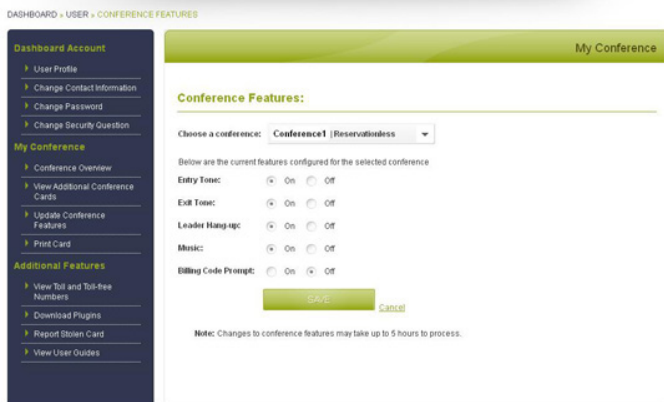 DASHBOARD » USER » CONFERENCE FEATURES
Dashboard Account
User Profile
Change Contact Information
Change Password
Change Security Question
My Conference
Conference Overview
View Additional Conference
Cards
Update Conference
Features
Print Card
Additional Features
View Toll and Toll-free
Numbers
Download Plugins
Report Stolen Card
View User Guides
My Conference
Conference Features:
Choose a conference: Conference1 | Reservationless
Below are the current features configured for the selected conference
Entry Tone: On Off
Exit Tone: On Off
Leader Hang-up: On Off
Music: On Off
Billing Code Prompt: On Off
SAVE Cancel
Note: Changes to conference features may take up to 5 hours to process.